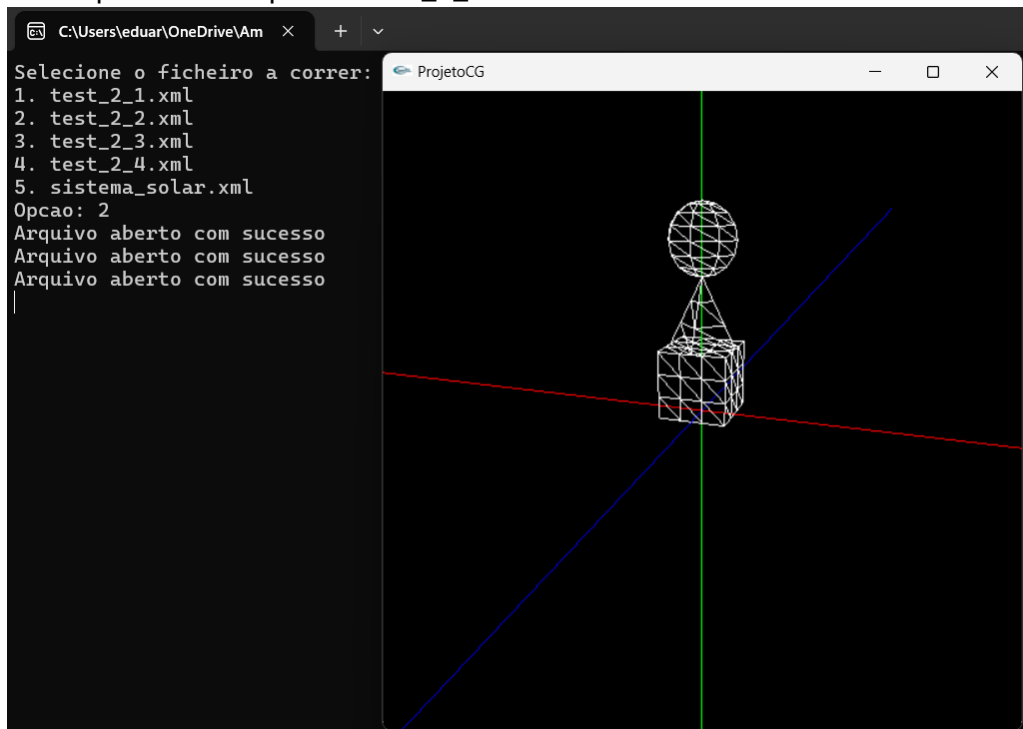 C:\Users\eduar\OneDrive\Am
Selecione o ficheiro a correr:
1. test_2_1.xml
2. test_2_2.xml
3. test_2_3.xml
4. test_2_4.xml
5. sistema_solar.xml
Opcao: 2
Arquivo aberto com sucesso
Arquivo aberto com sucesso
Arquivo aberto com sucesso
ProjetoCG